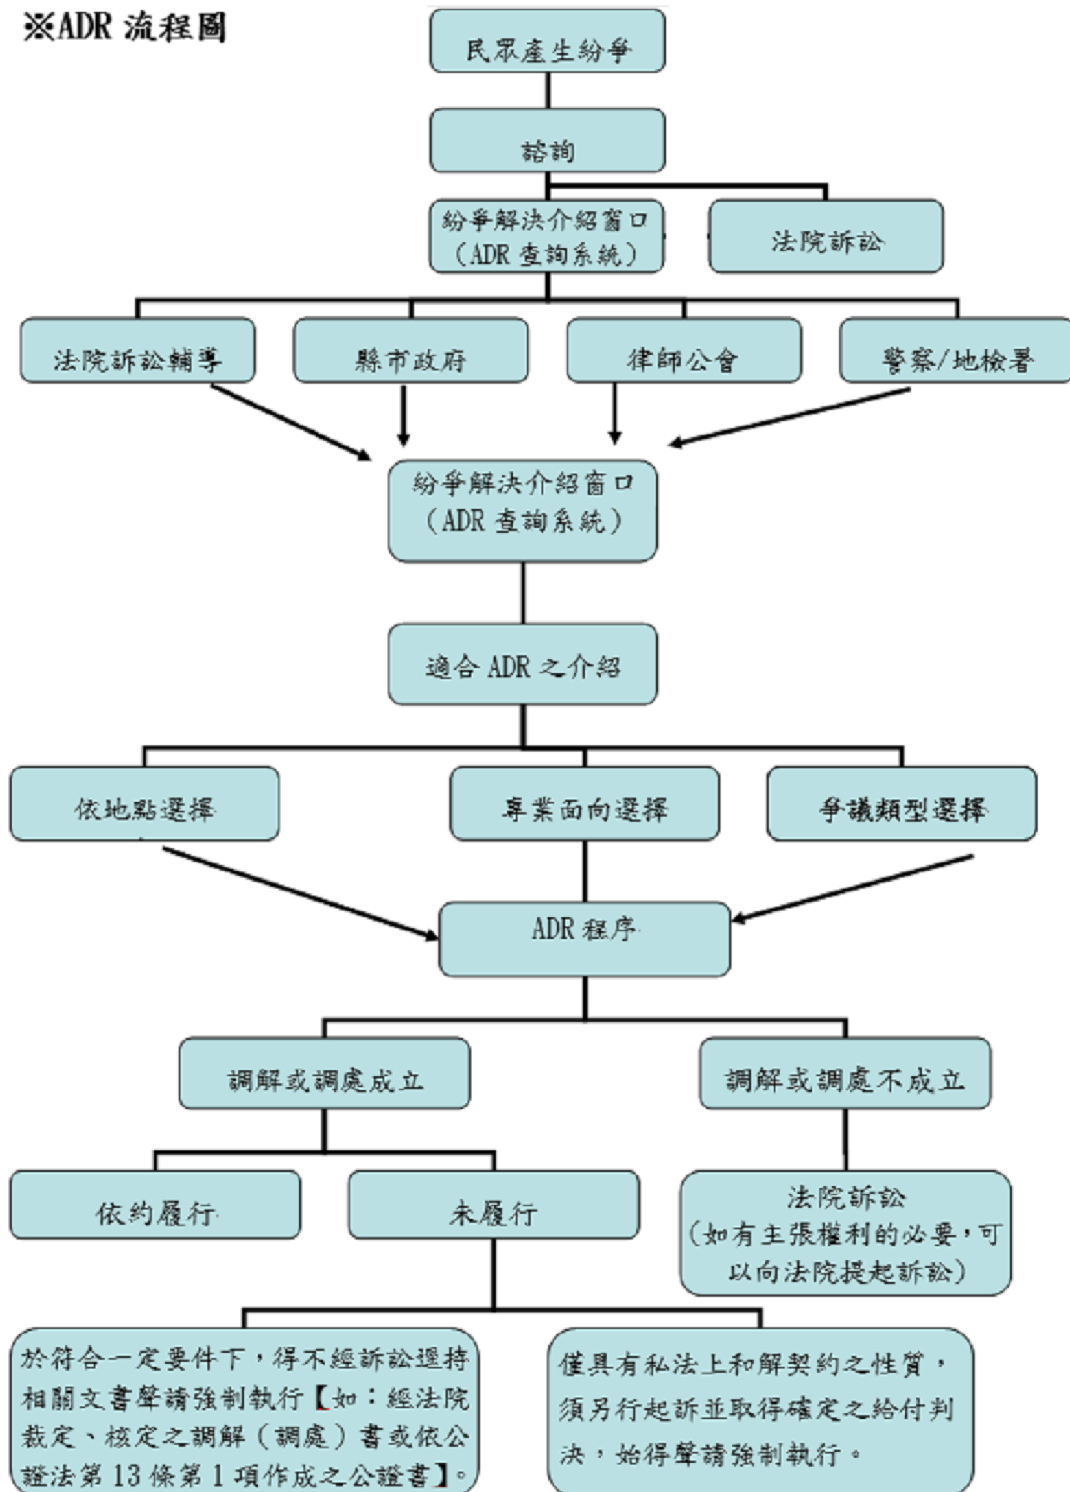 ※ADR 流程圖
民眾產生紛爭
諮詢
紛爭解決介紹窗口
（ADR 查詢系統）
法院訴訟
法院訴訟輔導
縣市政府
律師公會
警察/地檢署
紛爭解決介紹窗口
（ADR 查詢系統）
適合 ADR 之介紹
依地點選擇
專業面向選擇
爭議類型選擇
ADR 程序
調解或調處成立
調解或調處不成立
依約履行
未履行
法院訴訟
（如有主張權利的必要，可
以向法院提起訴訟）
於符合一定要件下，得不經訴訟逕持
相關文書聲請強制執行【如：經法院
裁定、核定之調解（調處）書或依公
證法第 13 條第 1 項作成之公證書】。
僅具有私法上和解契約之性質，
須另行起訴並取得確定之給付判
決，始得聲請強制執行。